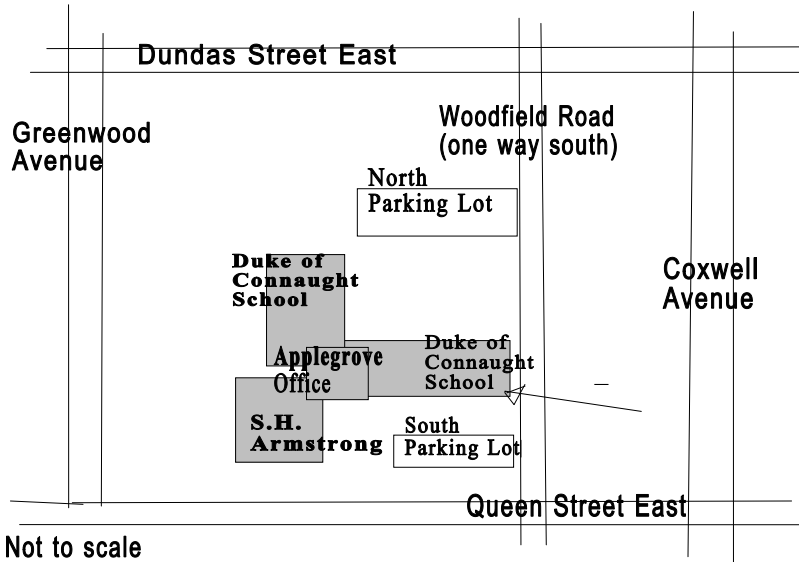 Dundas Street East
Woodfield Road
(one way south)
Greenwood
Avenue
North
Parking Lot
Duke of
Connaught
School
Coxwell
Avenue
Applegrove
Office
Duke of
Connaught
School
S.H.
Armstrong
South
Parking Lot
Queen Street East
Not to scale